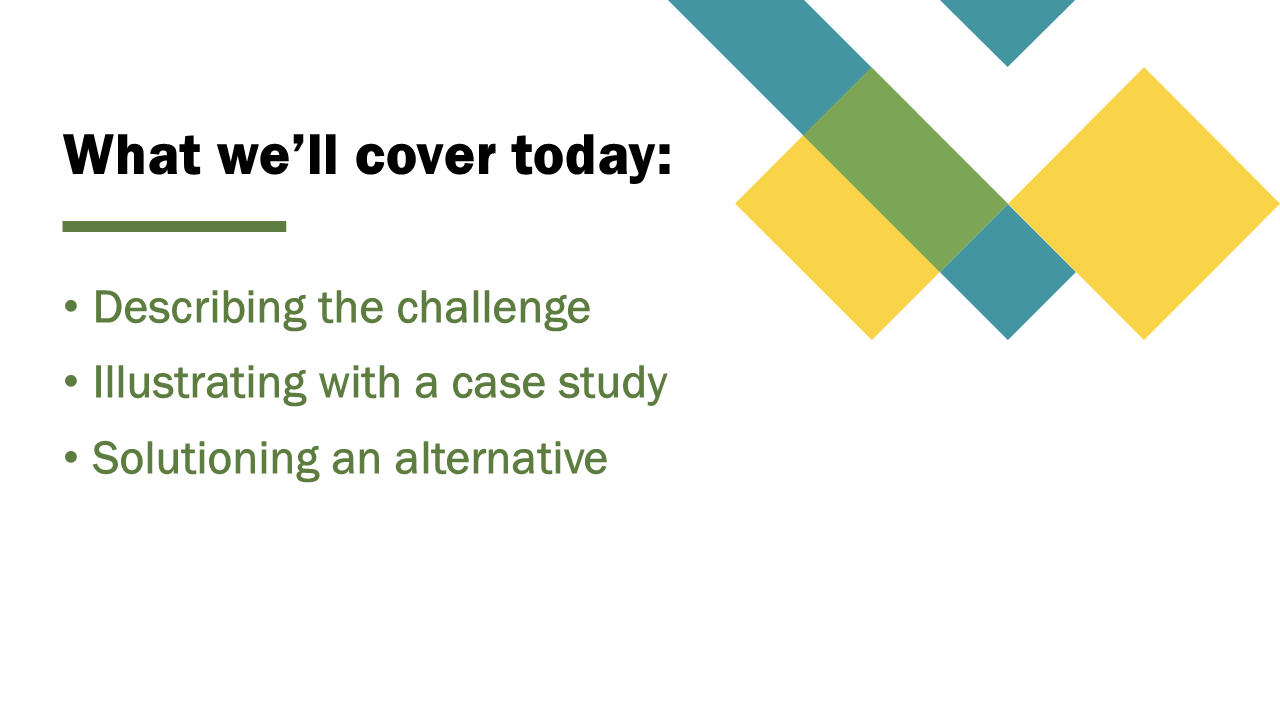 What we’ll cover today:
• Describing the challenge
• Illustrating with a case study
• Solutioning an alternative